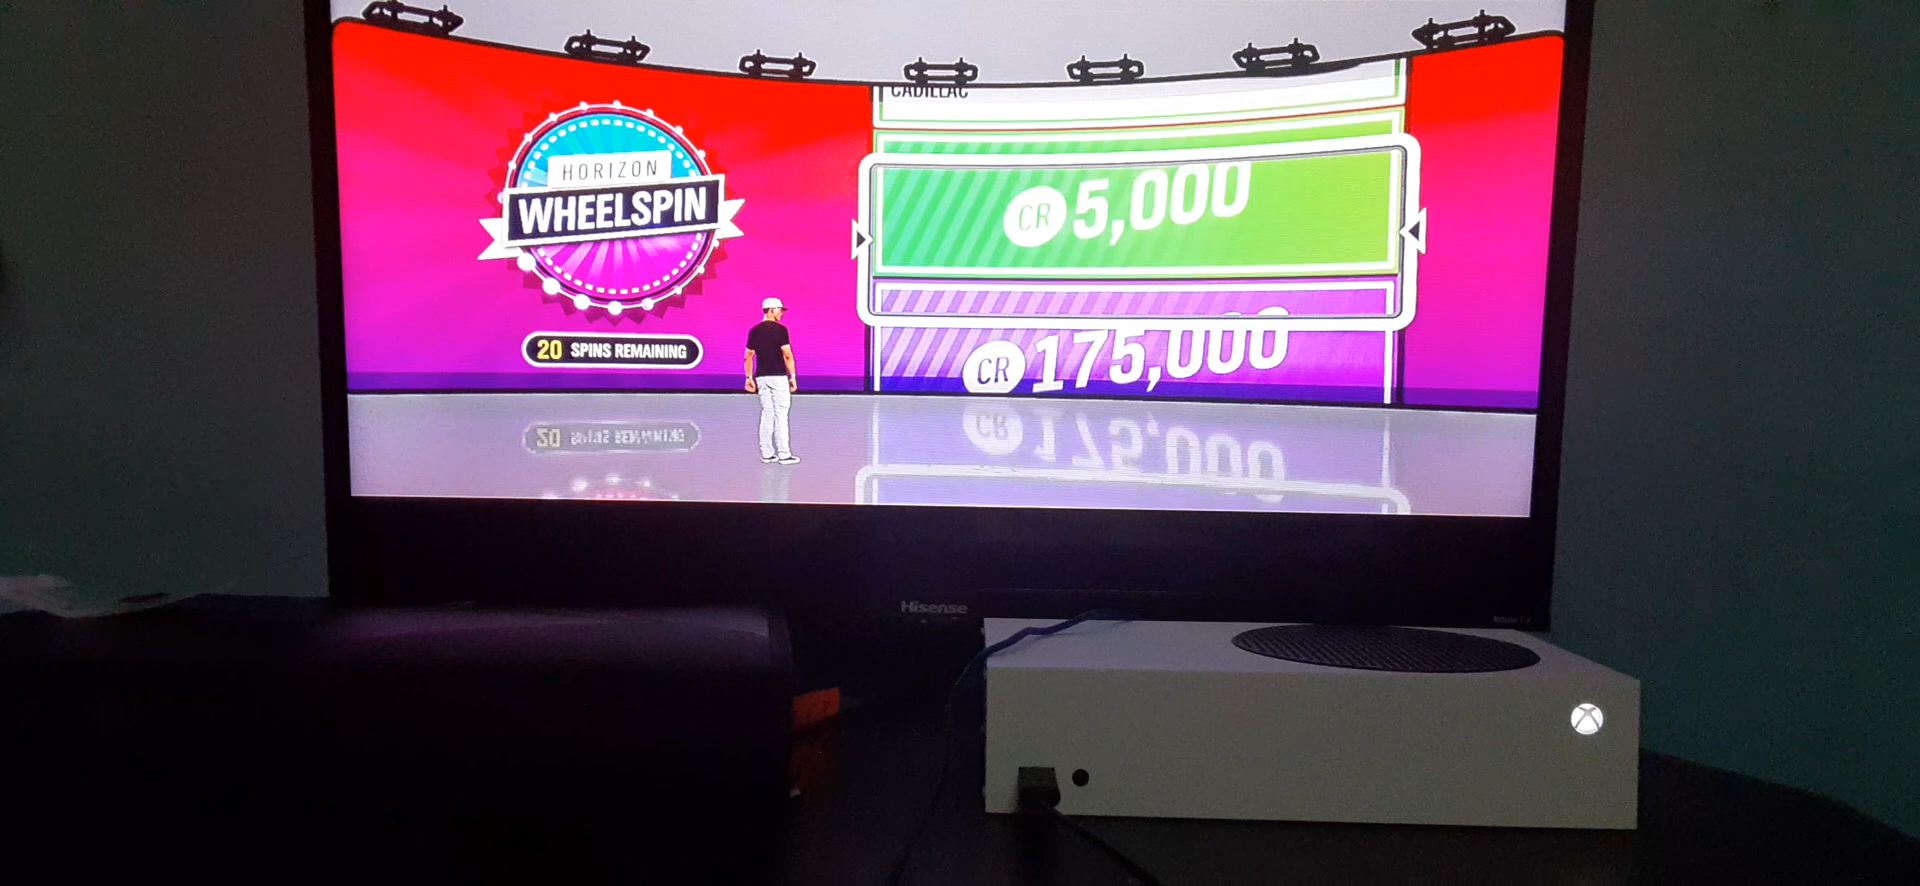 CADILLAC
HORIZON
WHEELSPIN
CR 5,000
20 SPINS REMAINING
CR 175,000
Hisense